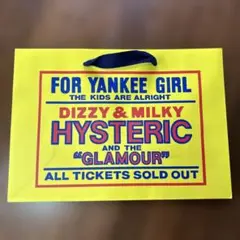 FOR YANKEE GIRL
THE KIDS ARE ALRIGHT
DIZZY & MILKY
HYSTERIC
AND THE
"GLAMOUR"
ALL TICKETS SOLD OUT